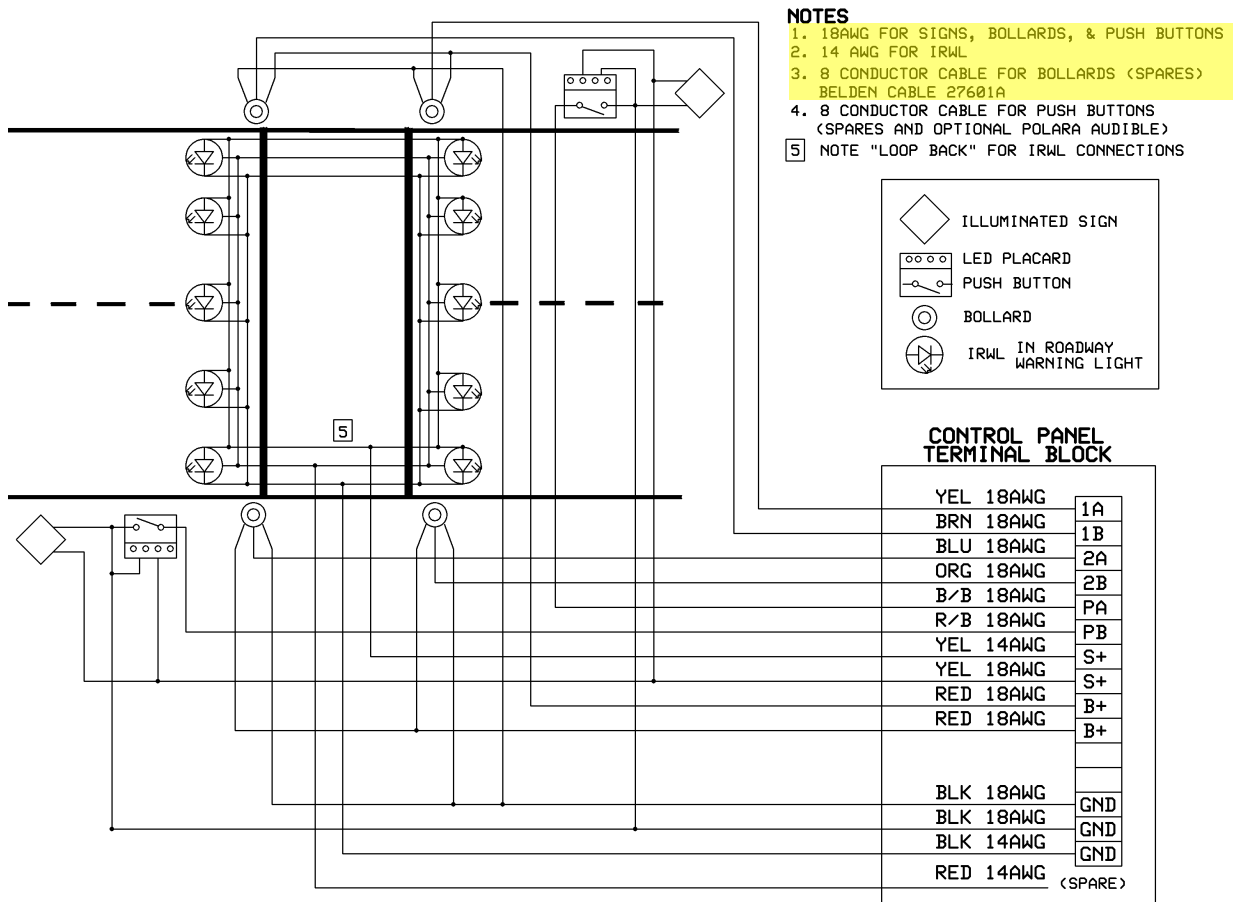 NOTES
1. 18AWG FOR SIGNS, BOLLARDS, & PUSH BUTTONS
2. 14 AWG FOR IRWL
3. 8 CONDUCTOR CABLE FOR BOLLARDS (SPARES)
BELDEN CABLE 27601A
4. 8 CONDUCTOR CABLE FOR PUSH BUTTONS
(SPARES AND OPTIONAL POLARA AUDIBLE)
5 NOTE "LOOP BACK" FOR IRWL CONNECTIONS
ILLUMINATED SIGN
LED PLACARD
PUSH BUTTON
BOLLARD
IRWL IN ROADWAY
WARNING LIGHT
5
CONTROL PANEL
TERMINAL BLOCK
YEL 18AWG 1A
BRN 18AWG 1B
BLU 18AWG 2A
ORG 18AWG 2B
B/B 18AWG PA
R/B 18AWG PB
YEL 14AWG S+
YEL 18AWG S+
RED 18AWG B+
RED 18AWG B+
BLK 18AWG GND
BLK 18AWG GND
BLK 14AWG GND
RED 14AWG (SPARE)